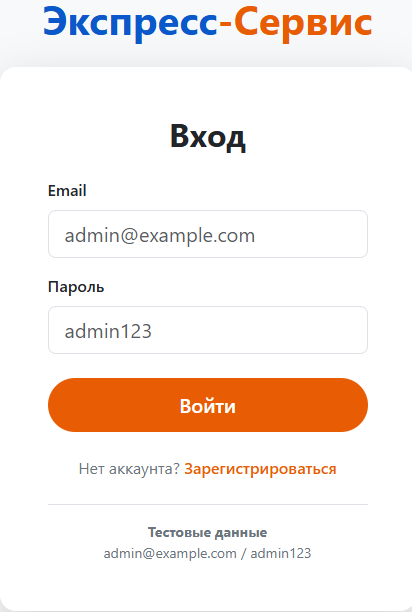 Экспресс-Сервис
Вход
Email
admin@example.com
Пароль
admin123
Войти
Нет аккаунта? Зарегистрироваться
Тестовые данные
admin@example.com / admin123